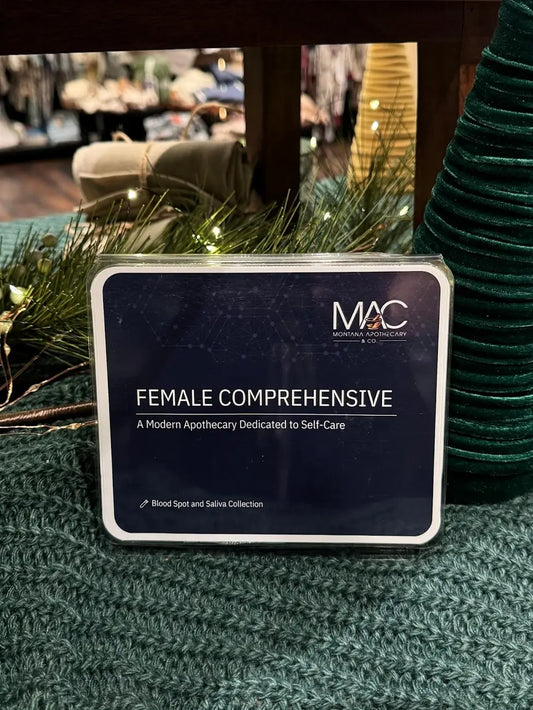 MAC
MONTANA APOTHECARY
& CO.
FEMALE COMPREHENSIVE
A Modern Apothecary Dedicated to Self-Care
Blood Spot and Saliva Collection